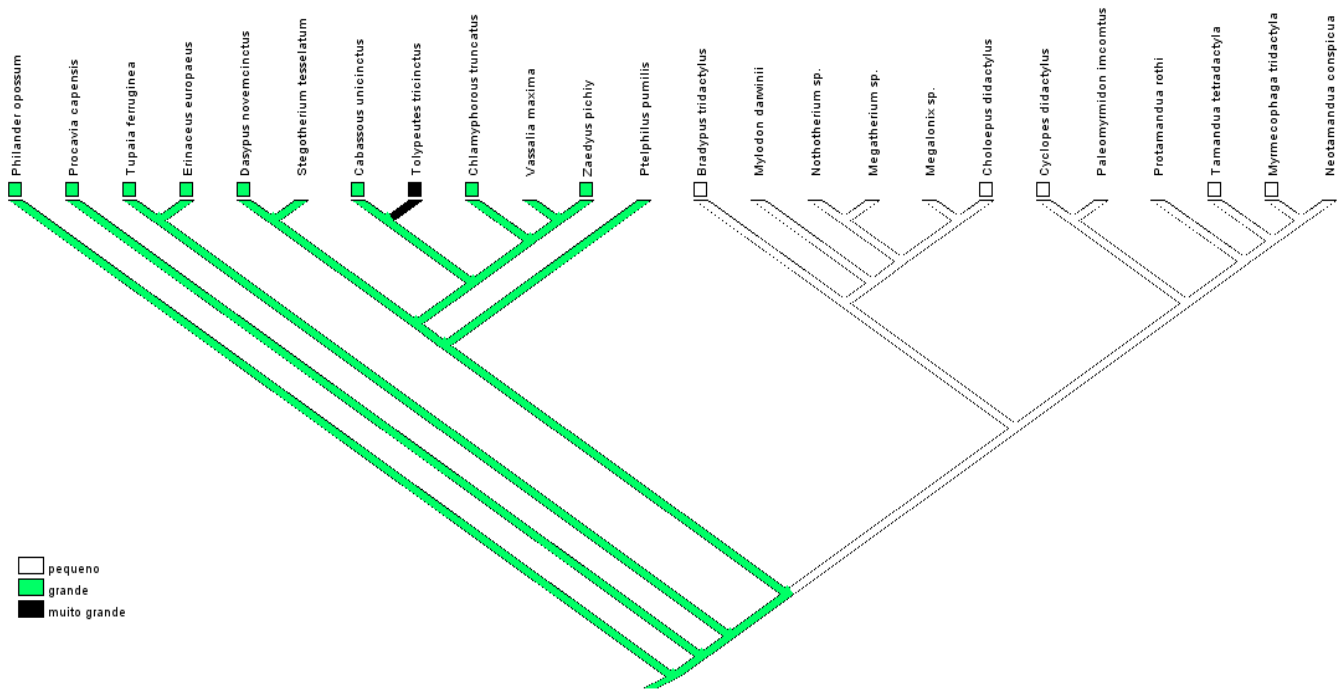 Philander opossum
Procavia capensis
Tupaia ferruginea
Erinaceus europaeus
Dasypus novemcinctus
Stegotherium tesselatum
Cabassous unicinctus
Tolypeutes tricinctus
Chlamyphorous truncatus
Vassalia maxima
Zaedyus pichiy
Ptelphilus pumilis
Bradypus tridactylus
Mylodon darwinii
Nothotherium sp.
Megatherium sp.
Megalonix sp.
Choloepus didactylus
Cyclopes didactylus
Paleomyrmidon imcomtus
Protamandua rothi
Tamandua tetradactyla
Myrmecophaga tridactyla
Neotamandua conspicua
pequeno
grande
muito grande